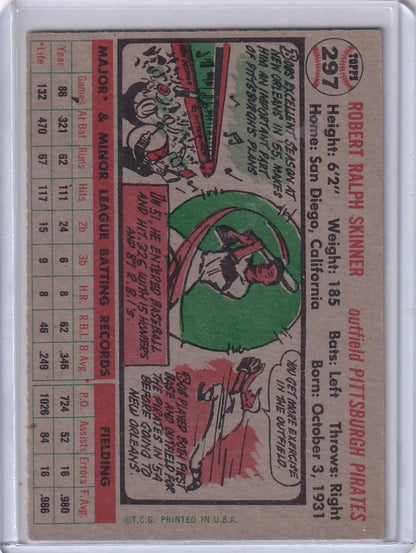 TOPPS
297
ROBERT RALPH SKINNER
outfield PITTSBURGH PIRATES
Height: 6'2" Weight: 185 Bats: Left Throws: Right
Home: San Diego, California Born: October 3, 1931
BOB'S EXCELLENT SEASON AT
NEW ORLEANS IN '55, MAKES
HIM AN IMPORTANT PART
OF PITTSBURGH'S PLANS
IN '51 HE ENTERED BASEBALL
AND HIT .326 WITH 15 HOMERS
AND 89 R.B.I.'s.
YOU GET MORE EXERCISE
IN THE OUTFIELD.
BOB PLAYED BOTH FIRST
BASE AND OUTFIELD FOR
THE PIRATES IN '54
BEFORE GOING TO
NEW ORLEANS
MAJOR* & MINOR LEAGUE BATTING RECORDS FIELDING
Games At Bat Runs Hits 2b 3b H.R. R.B.I. B Avg. P.O. Assists Errors F. Avg.
Year 88 321 62 111 24 6 8 62 .346 724 52 16 .980
*Life 132 470 67 117 15 9 8 46 .249 1026 84 16 .986
©T.C.G. PRINTED IN U.S.A.